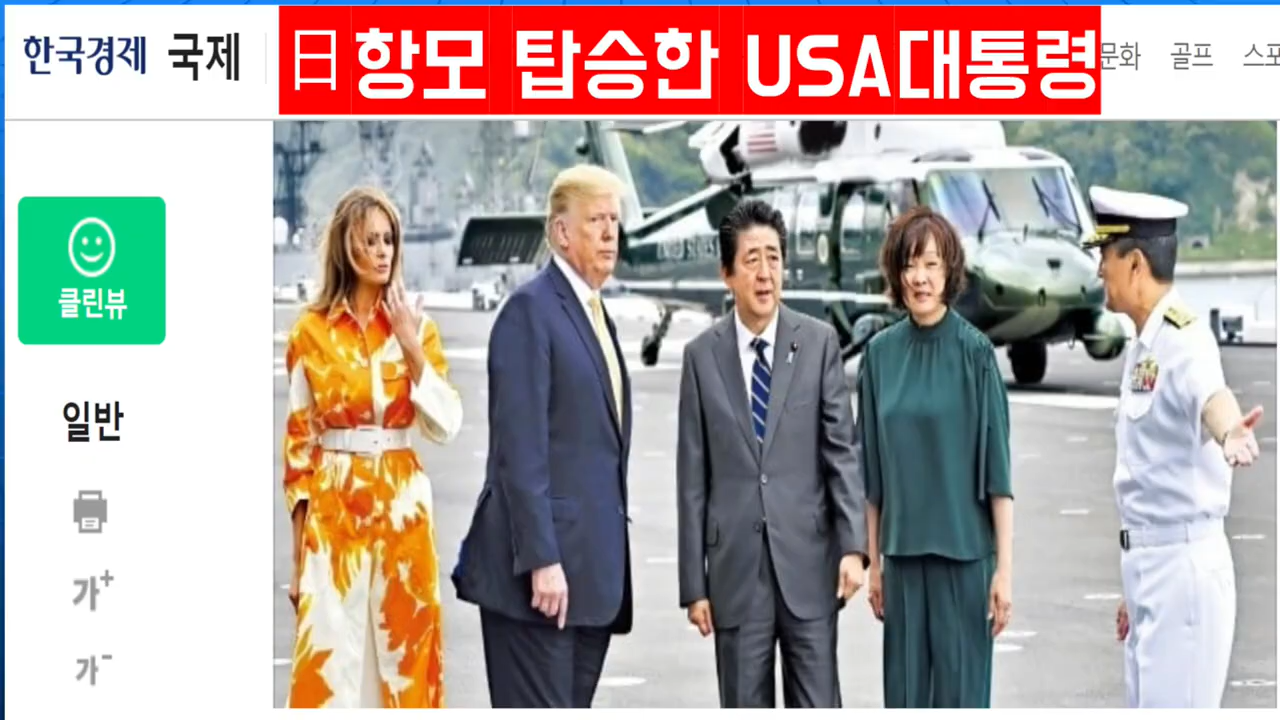 한국경제 국제
日항모 탑승한 USA대통령
문화 골프 스포
클린뷰
일반
가+
가-